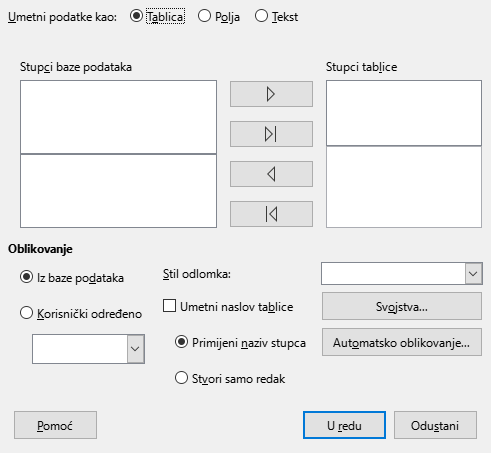 Umetni podatke kao: Tablica Polja Tekst
Stupci baze podataka Stupci tablice
Oblikovanje
Iz baze podataka Stil odlomka:
Korisnički određeno Umetni naslov tablice Svojstva...
Primijeni naziv stupca Automatsko oblikovanje...
Stvori samo redak
Pomoć U redu Odustani